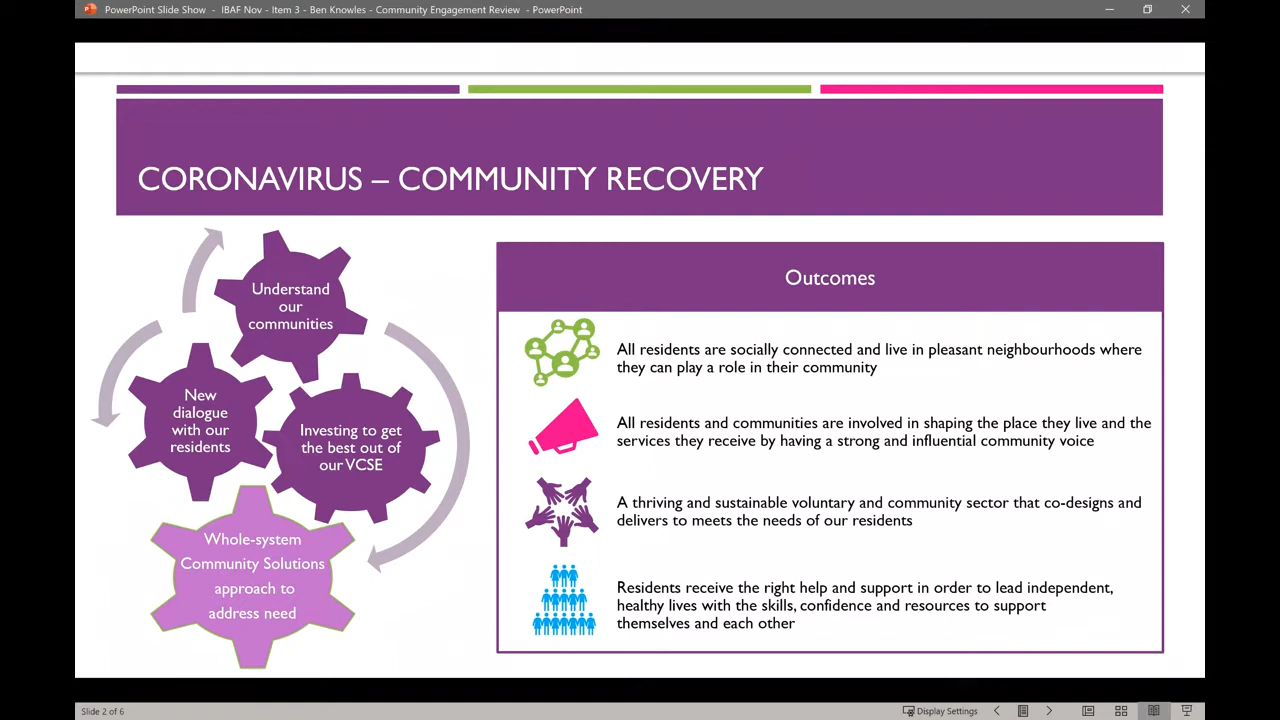 PowerPoint Slide Show - IBAF Nov - Item 3 - Ben Knowles - Community Engagement Review - PowerPoint
CORONAVIRUS – COMMUNITY RECOVERY
Understand
our
communities
New
dialogue
with our
residents
Investing to get
the best out of
our VCSE
Whole-system
Community Solutions
approach to
address need
Outcomes
All residents are socially connected and live in pleasant neighbourhoods where
they can play a role in their community
All residents and communities are involved in shaping the place they live and the
services they receive by having a strong and influential community voice
A thriving and sustainable voluntary and community sector that co-designs and
delivers to meets the needs of our residents
Residents receive the right help and support in order to lead independent,
healthy lives with the skills, confidence and resources to support
themselves and each other
Slide 2 of 6
Display Settings